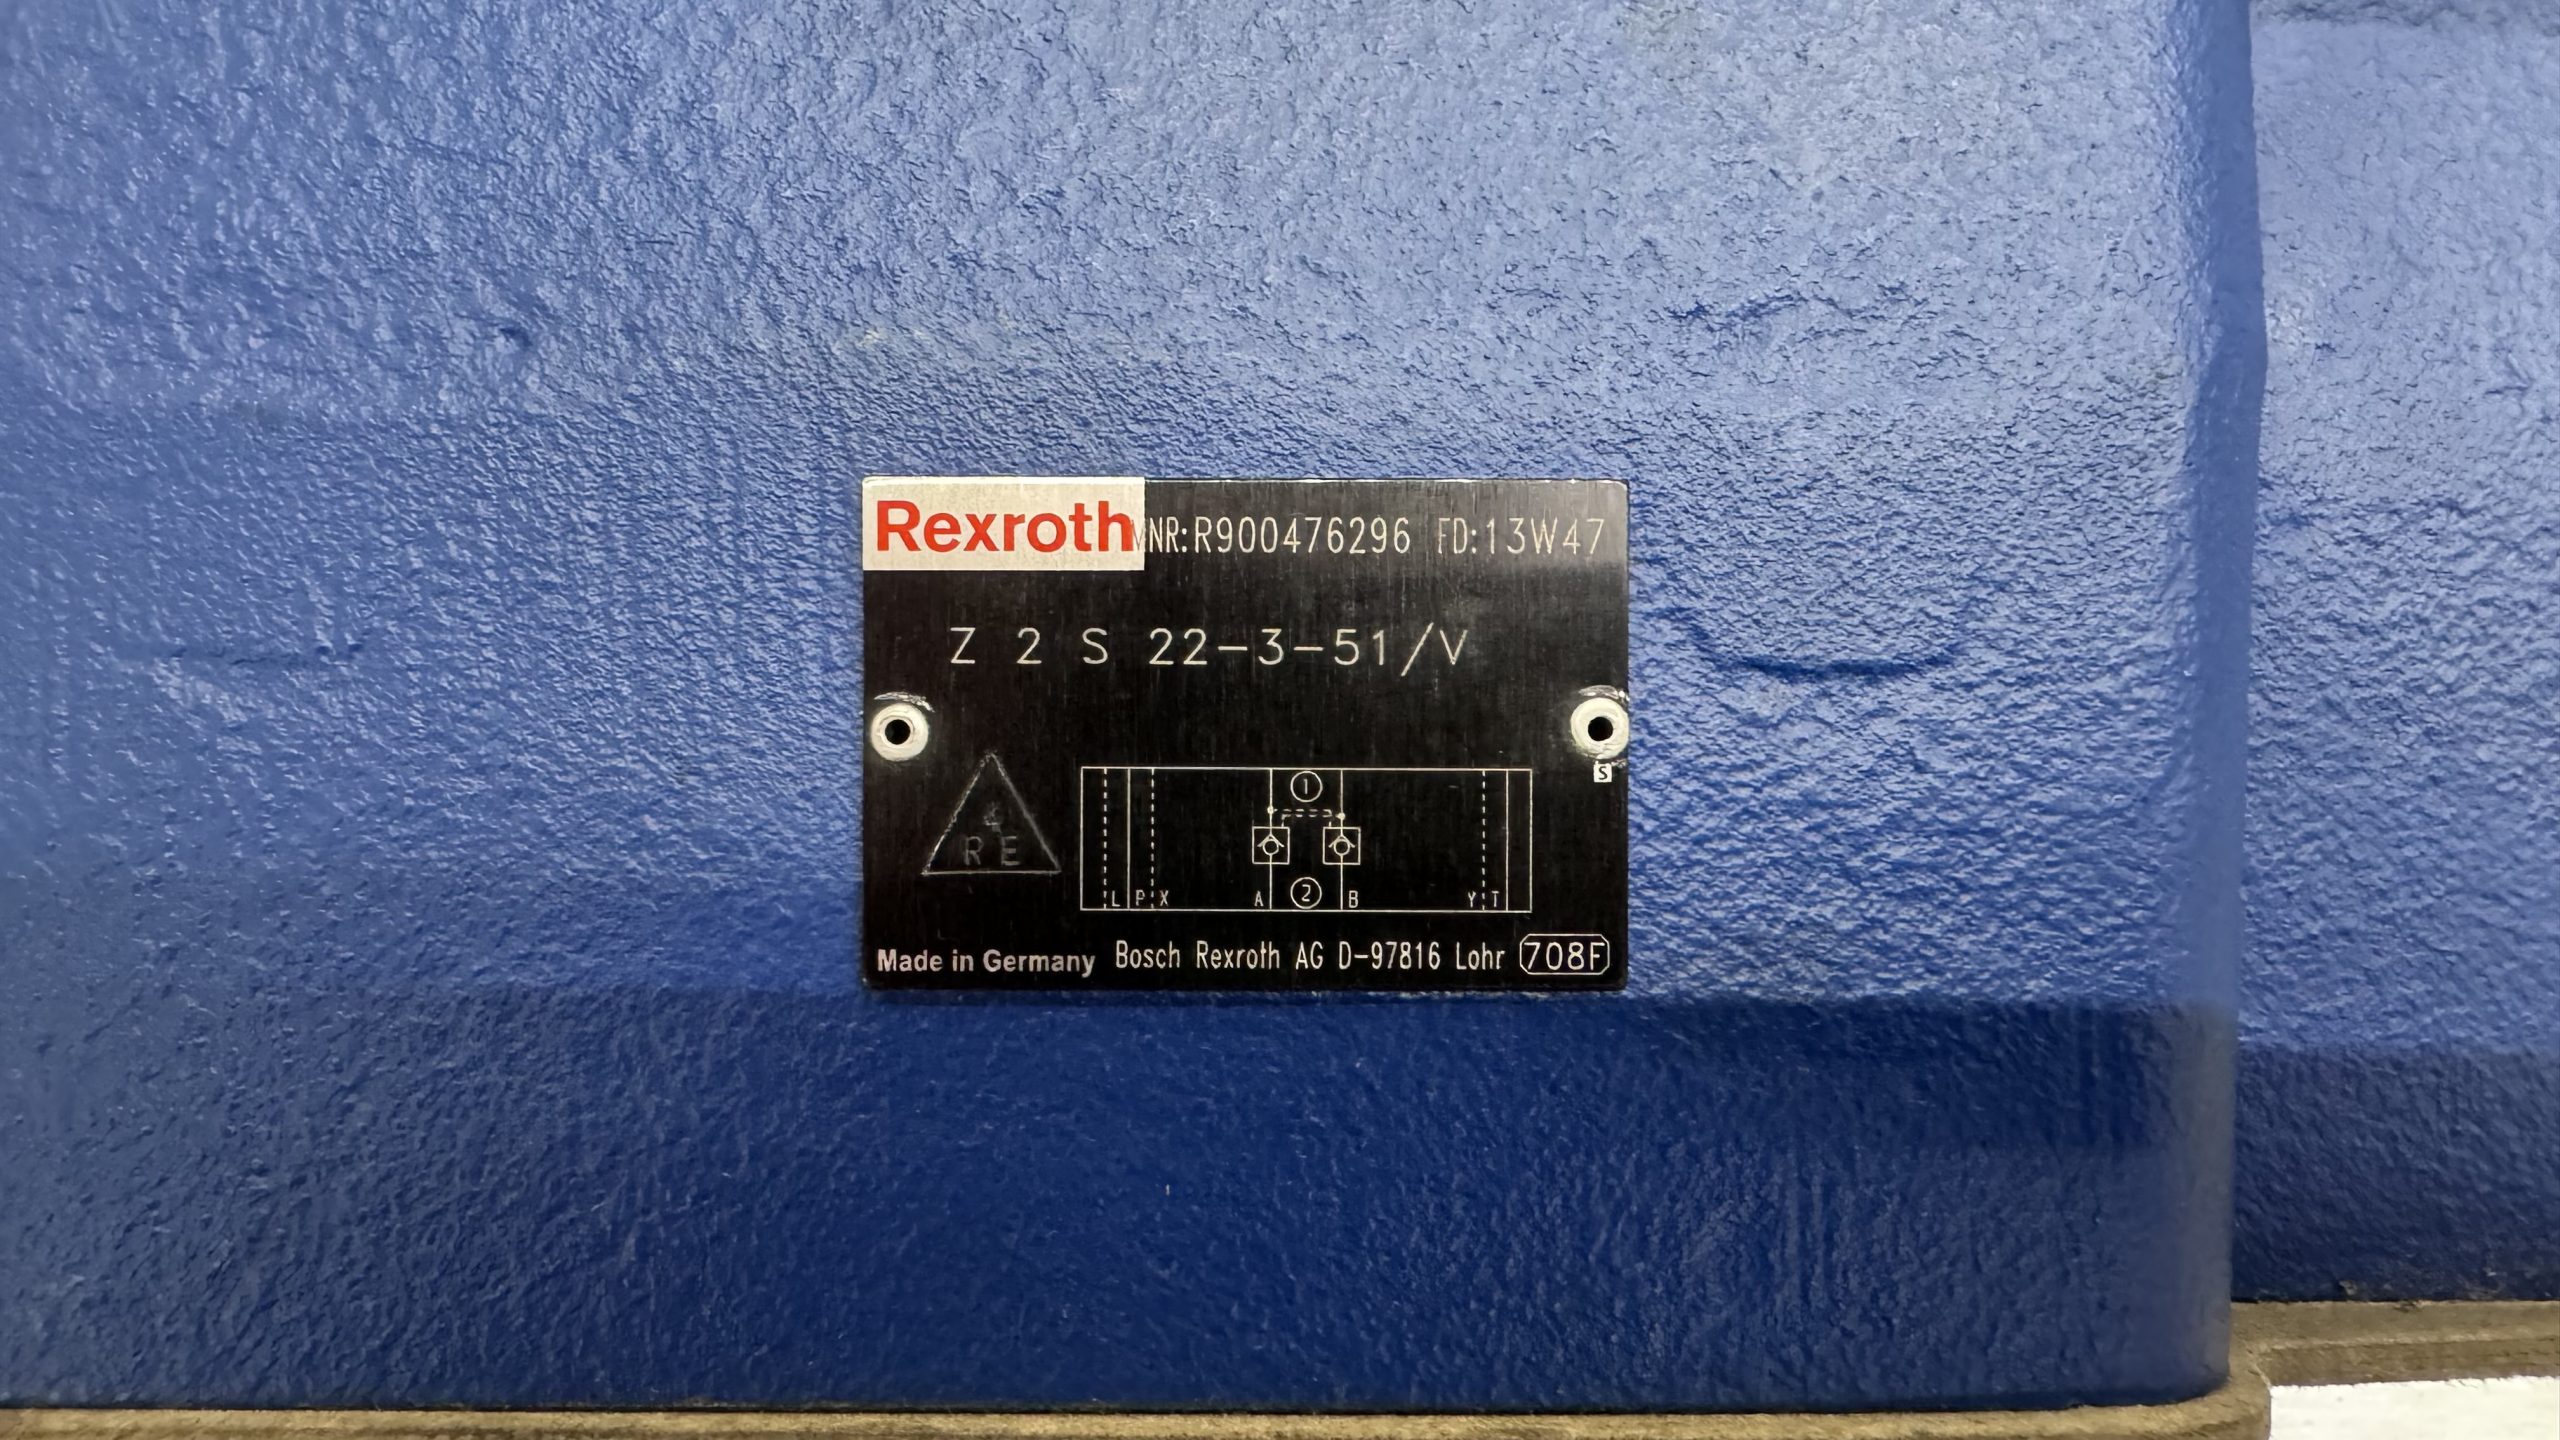 Rexroth MNR:R900476296 FD:13W47
Z 2 S 22-3-51/V
S
4
R E
1
L P X A 2 B Y T
Made in Germany Bosch Rexroth AG D-97816 Lohr 708F